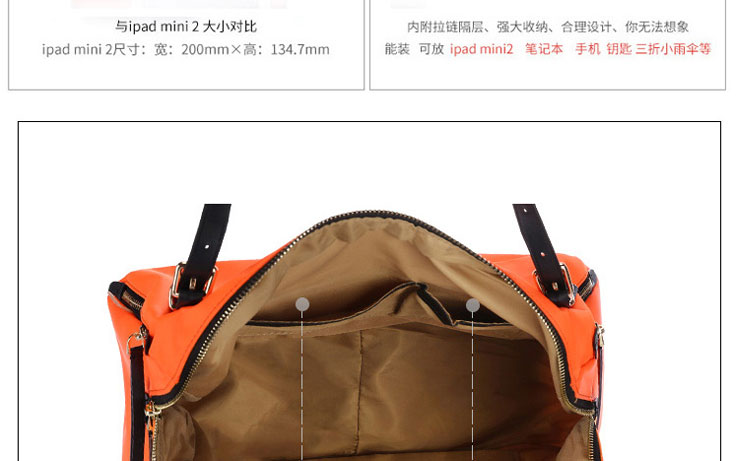 与ipad mini 2 大小对比
ipad mini 2尺寸：宽：200mm×高：134.7mm
内附拉链隔层、强大收纳、合理设计、你无法想象
能装 可放 ipad mini2 笔记本 手机 钥匙 三折小雨伞等